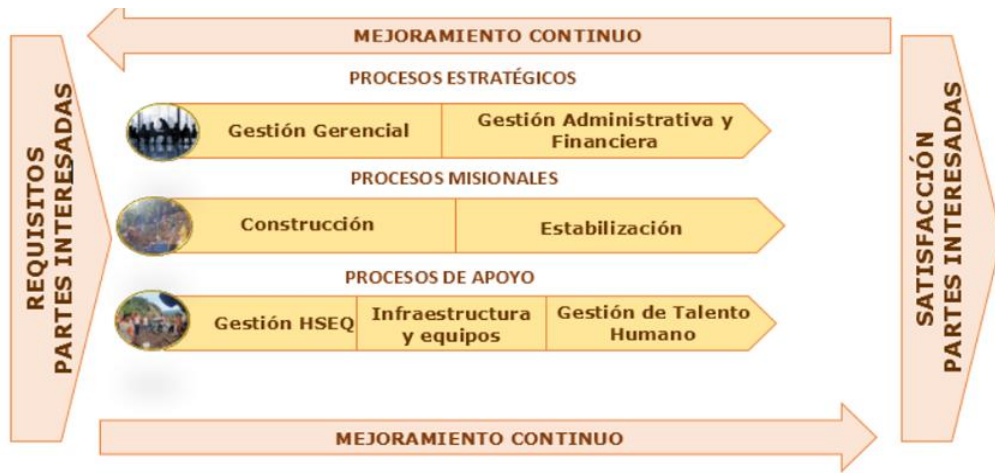 MEJORAMIENTO CONTINUO
REQUISITOS
PARTES INTERESADAS
PROCESOS ESTRATÉGICOS
Gestión Gerencial
Gestión Administrativa y
Financiera
PROCESOS MISIONALES
Construcción
Estabilización
PROCESOS DE APOYO
Gestión HSEQ
Infraestructura
y equipos
Gestión de Talento
Humano
SATISFACCIÓN
PARTES INTERESADAS
MEJORAMIENTO CONTINUO